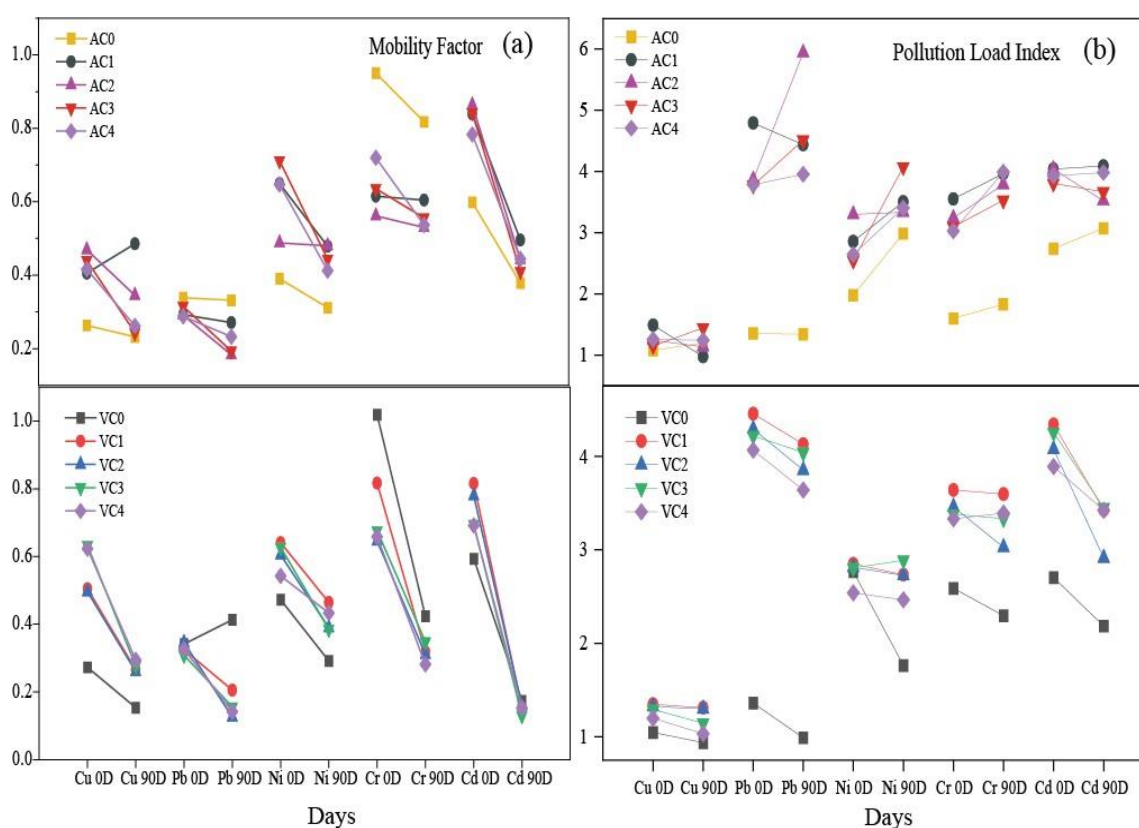 Mobility Factor (a)
AC0
AC1
AC2
AC3
AC4
1.0
0.8
0.6
0.4
0.2
Pollution Load Index (b)
AC0
AC1
AC2
AC3
AC4
6
5
4
3
2
1
VC0
VC1
VC2
VC3
VC4
1.0
0.8
0.6
0.4
0.2
0.0
Cu 0D Cu 90D Pb 0D Pb 90D Ni 0D Ni 90D Cr 0D Cr 90D Cd 0D Cd 90D
Days
VC0
VC1
VC2
VC3
VC4
4
3
2
1
Cu 0D Cu 90D Pb 0D Pb 90D Ni 0D Ni 90D Cr 0D Cr 90D Cd 0D Cd 90D
Days